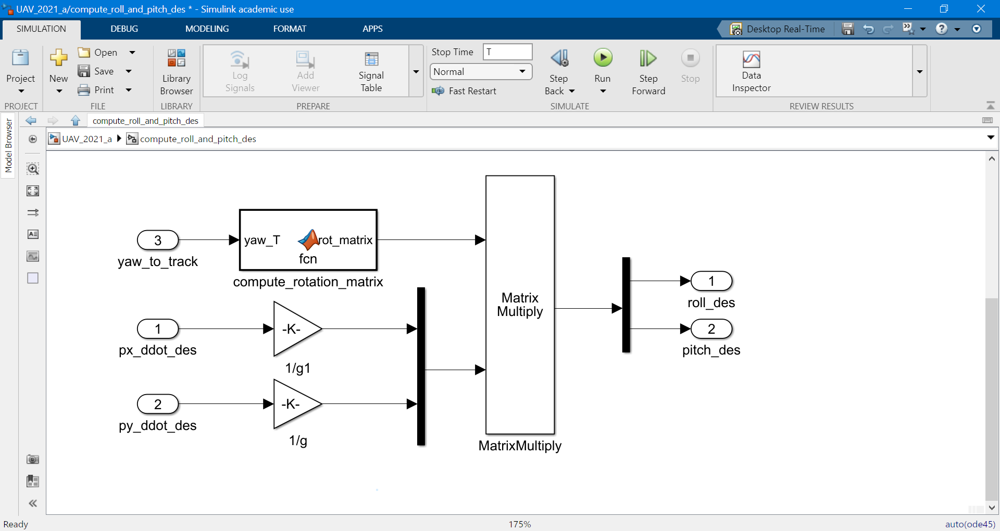 UAV_2021_a/compute_roll_and_pitch_des * - Simulink academic use
SIMULATION DEBUG MODELING FORMAT APPS Desktop Real-Time
Project
New
Open
Save
Print
Library
Browser
Log
Signals
Add
Viewer
Signal
Table
Stop Time T
Normal
Fast Restart
Step
Back
Run
Step
Forward
Stop
Data
Inspector
PROJECT FILE LIBRARY PREPARE SIMULATE REVIEW RESULTS
Model Browser
compute_roll_and_pitch_des
UAV_2021_a compute_roll_and_pitch_des
3
yaw_to_track
yaw_T rot_matrix
fcn
compute_rotation_matrix
1
px_ddot_des
-K-
1/g1
2
py_ddot_des
-K-
1/g
Matrix
Multiply
MatrixMultiply
1
roll_des
2
pitch_des
Ready 175% auto(ode45)